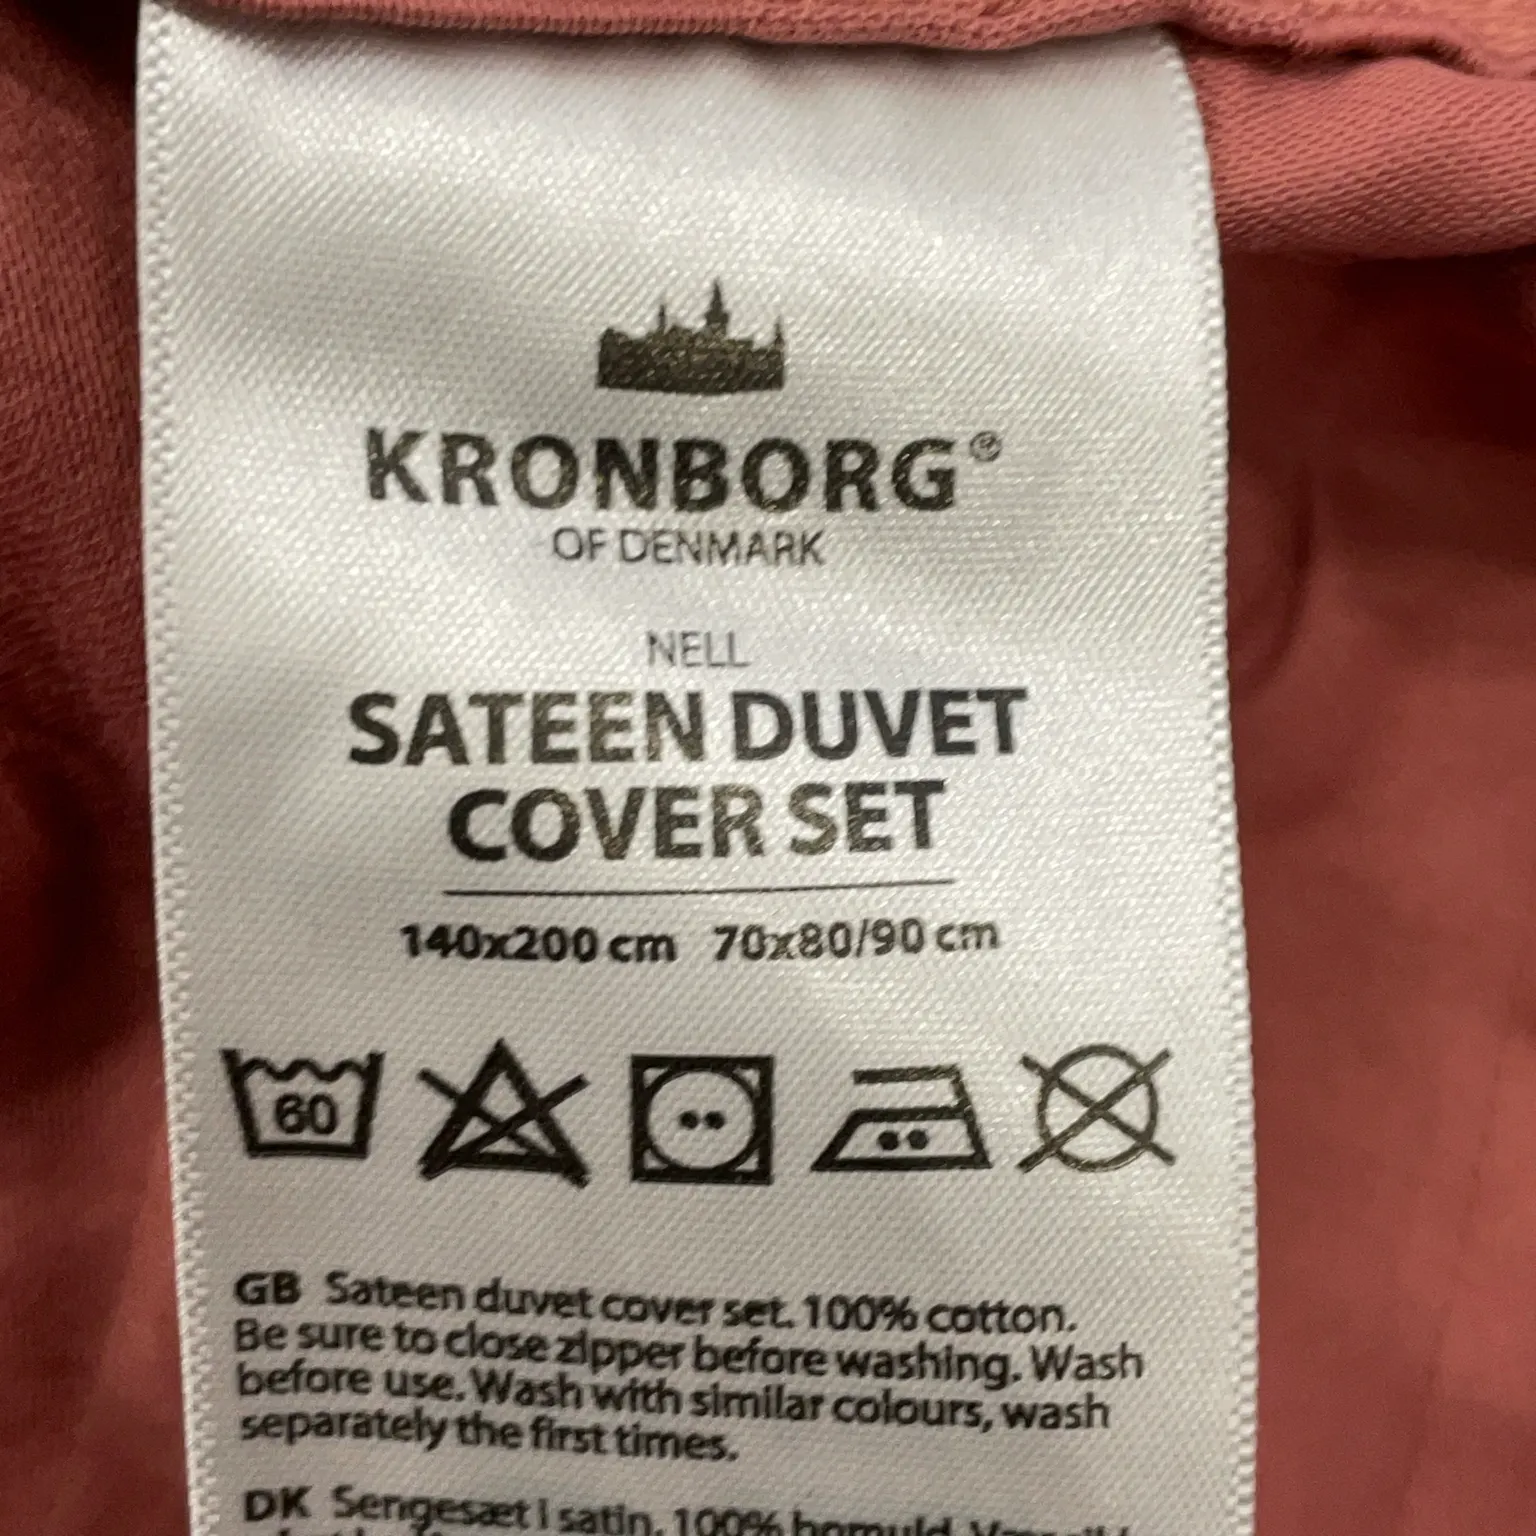 KRONBORG®
OF DENMARK
NELL
SATEEN DUVET
COVER SET
140x200 cm 70x80/90 cm
60
GB Sateen duvet cover set. 100% cotton.
Be sure to close zipper before washing. Wash
before use. Wash with similar colours, wash
separately the first times.
DK Sengesæt i satin. 100% bomuld.